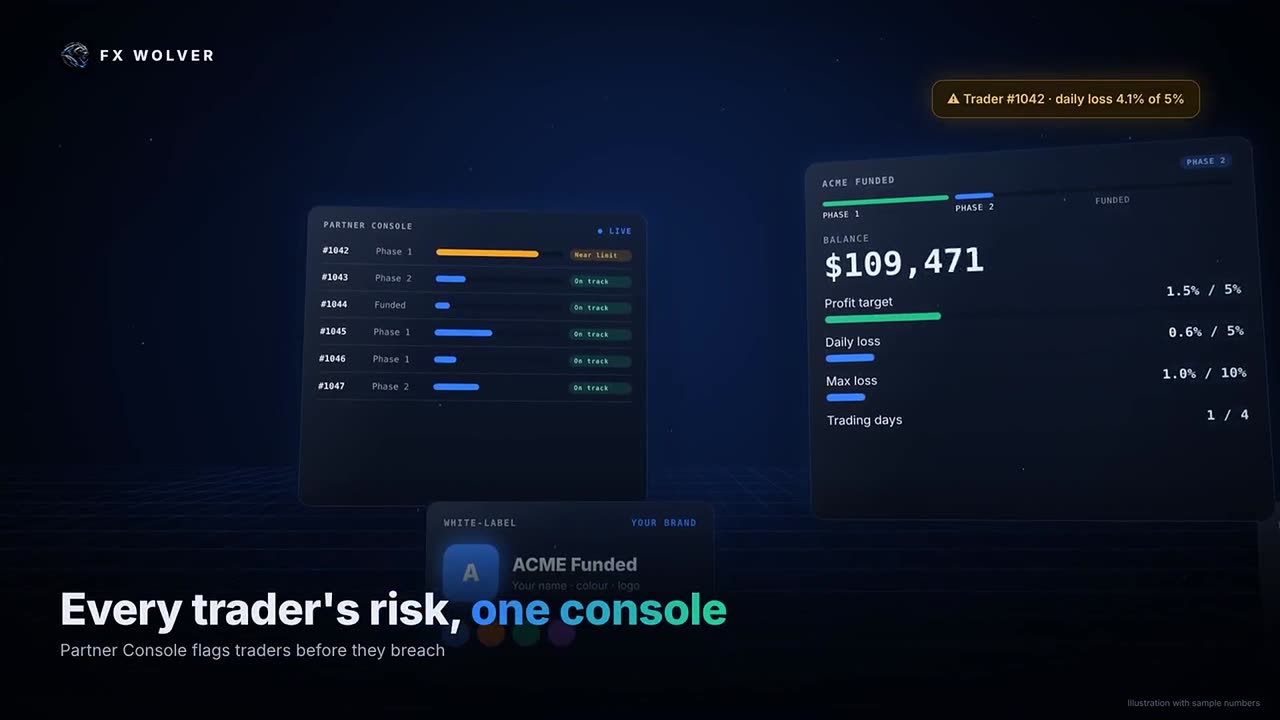 FX WOLVER
⚠ Trader #1042 · daily loss 4.1% of 5%
PARTNER CONSOLE
● LIVE
#1042 Phase 1 Near limit
#1043 Phase 2 On track
#1044 Funded On track
#1045 Phase 1 On track
#1046 Phase 1 On track
#1047 Phase 2 On track
ACME FUNDED
PHASE 2
PHASE 1 PHASE 2 FUNDED
BALANCE
$109,471
Profit target 1.5% / 5%
Daily loss 0.6% / 5%
Max loss 1.0% / 10%
Trading days 1 / 4
WHITE-LABEL YOUR BRAND
A
ACME Funded
Your name · colour · logo
Every trader's risk, one console
Partner Console flags traders before they breach
Illustration with sample numbers